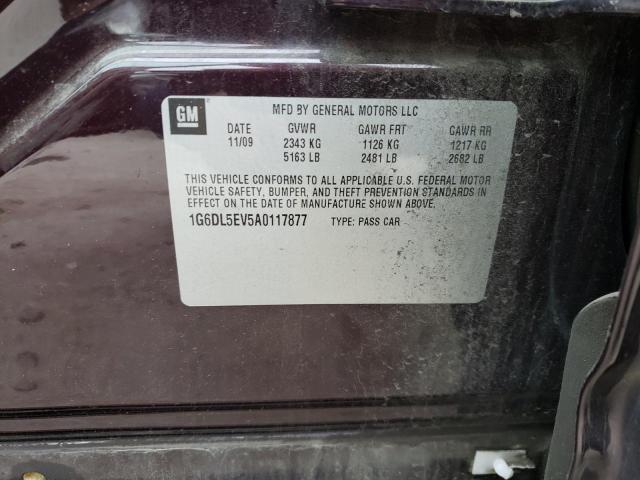 GM
MFD BY GENERAL MOTORS LLC
DATE GVWR GAWR FRT GAWR RR
11/09 2343 KG 1126 KG 1217 KG
5163 LB 2481 LB 2682 LB
THIS VEHICLE CONFORMS TO ALL APPLICABLE U.S. FEDERAL MOTOR
VEHICLE SAFETY, BUMPER, AND THEFT PREVENTION STANDARDS IN
EFFECT ON THE DATE OF MANUFACTURE SHOWN ABOVE.
1G6DL5EV5A0117877 TYPE: PASS CAR